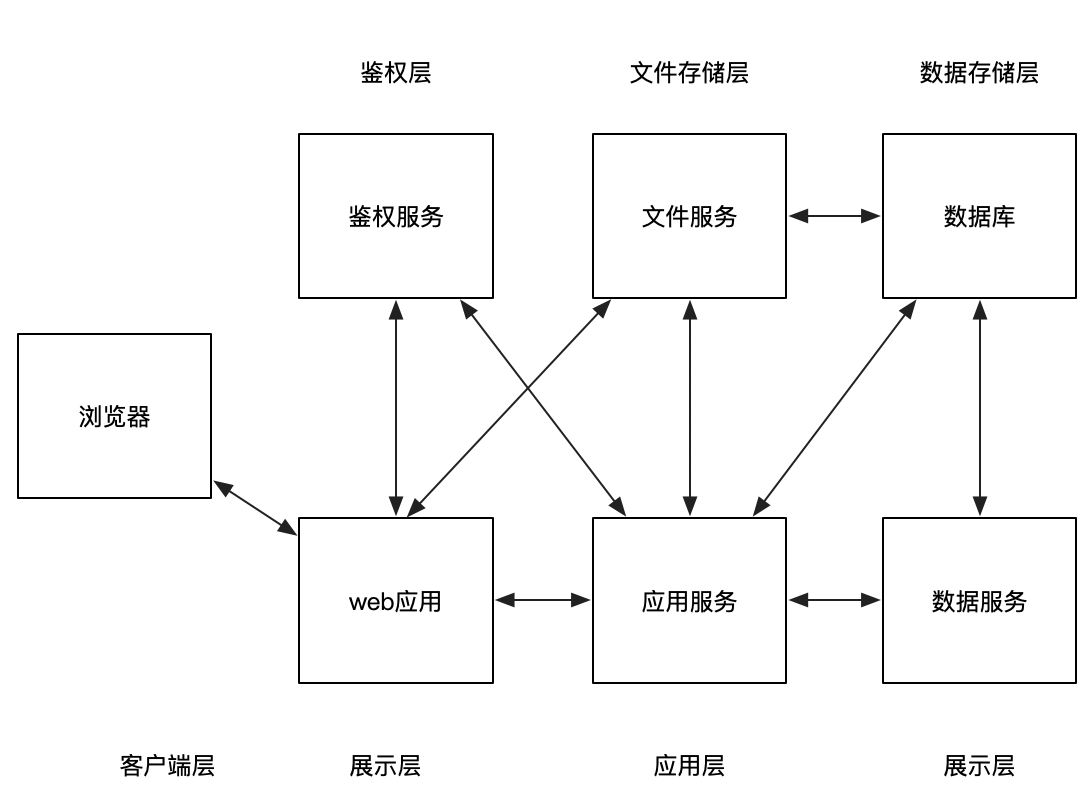 鉴权层
文件存储层
数据存储层
鉴权服务
文件服务
数据库
浏览器
web应用
应用服务
数据服务
客户端层
展示层
应用层
展示层